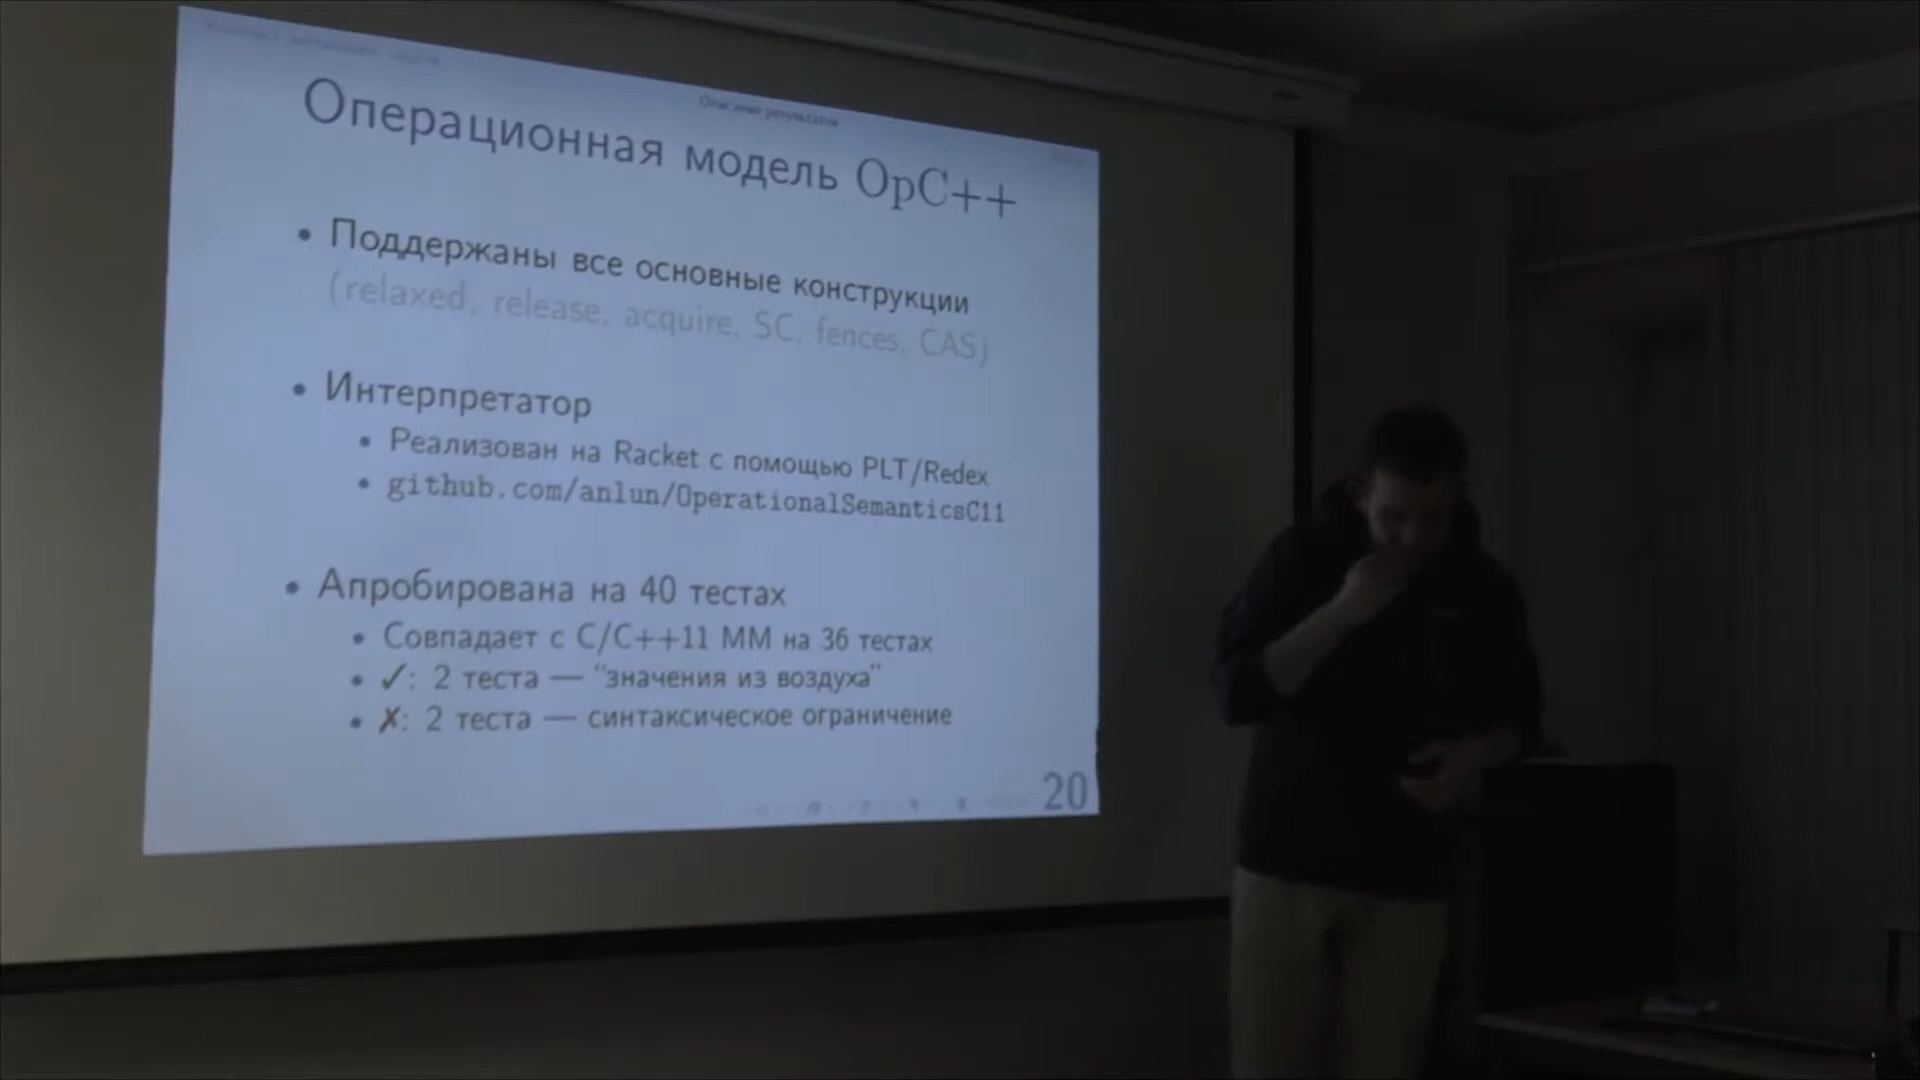 Описание результатов
Операционная модель OpC++
• Поддержаны все основные конструкции
(relaxed, release, acquire, SC, fences, CAS)
• Интерпретатор
• Реализован на Racket с помощью PLT/Redex
• github.com/anlun/OperationalSemanticsC11
• Апробирована на 40 тестах
• Совпадает с C/C++11 MM на 36 тестах
• ✓: 2 теста — “значения из воздуха”
• ✗: 2 теста — синтаксическое ограничение
20